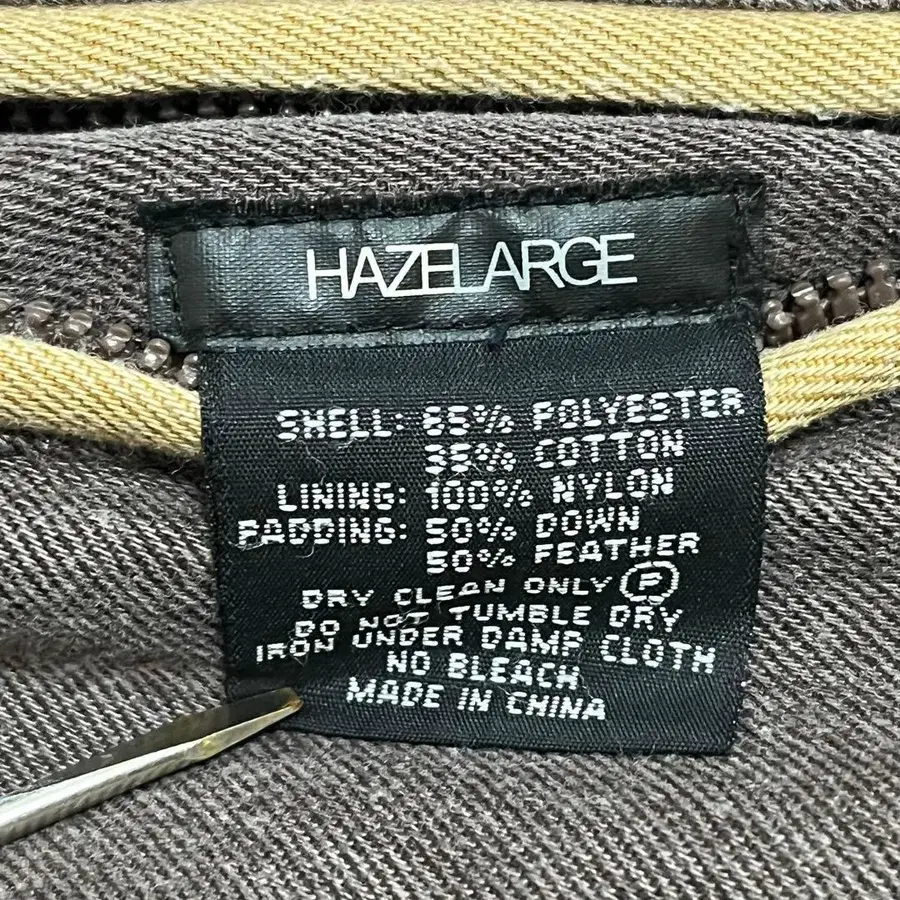 HAZELARGE
SHELL: 65% POLYESTER
35% COTTON
LINING: 100% NYLON
PADDING: 50% DOWN
50% FEATHER
DRY CLEAN ONLY Ⓟ
DO NOT TUMBLE DRY
IRON UNDER DAMP CLOTH
NO BLEACH
MADE IN CHINA